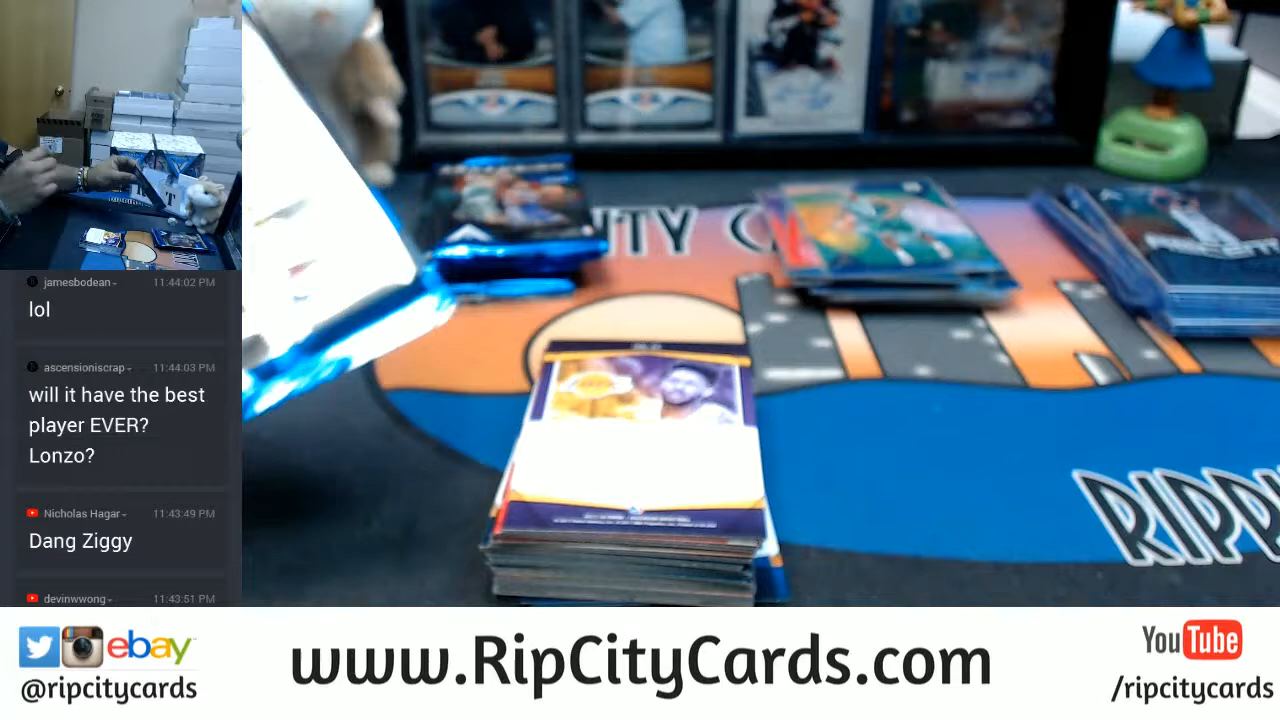 jamesbodean 11:44:02 PM
lol
ascensioniscrap 11:44:03 PM
will it have the best
player EVER?
Lonzo?
Nicholas Hagar 11:43:49 PM
Dang Ziggy
devinwwong 11:43:51 PM
ITY C
RIPP
ebay
@ripcitycards
www.RipCityCards.com
YouTube
/ripcitycards